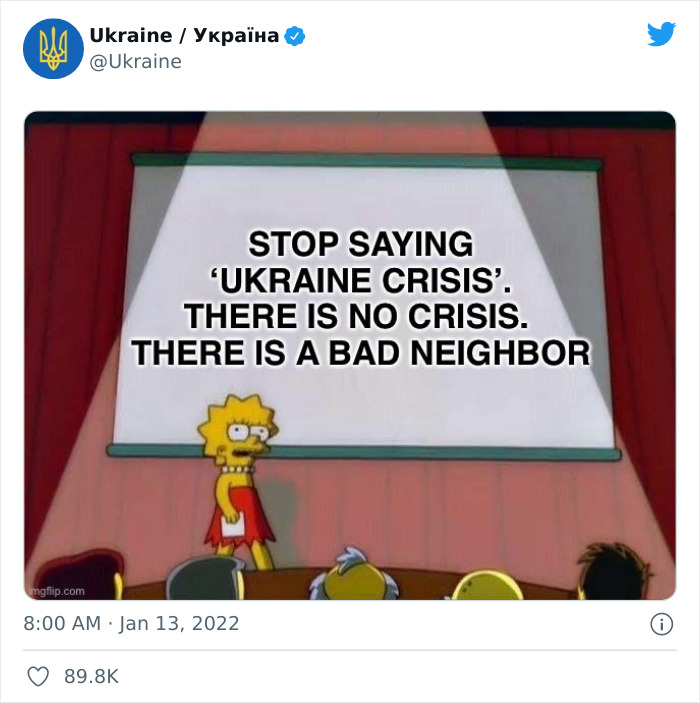 Ukraine / Україна
@Ukraine
STOP SAYING
‘UKRAINE CRISIS’.
THERE IS NO CRISIS.
THERE IS A BAD NEIGHBOR
imgflip.com
8:00 AM · Jan 13, 2022
89.8K